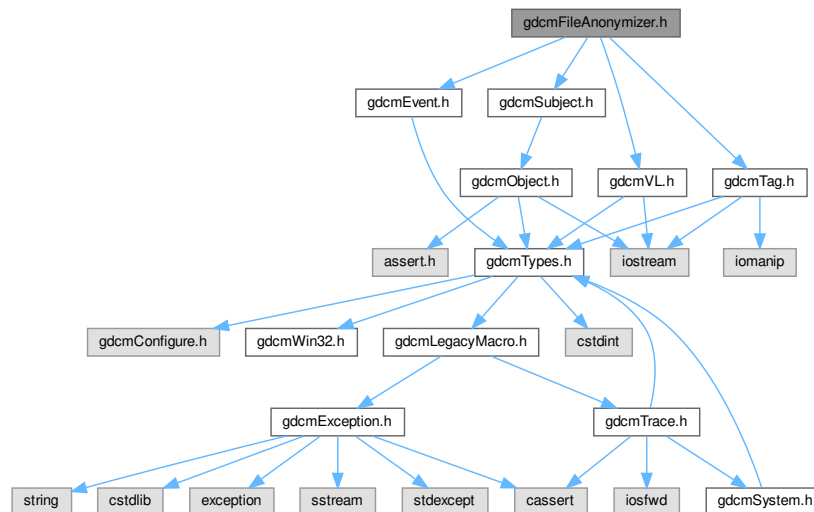 gdcmFileAnonymizer.h
gdcmEvent.h
gdcmSubject.h
gdcmObject.h
gdcmVL.h
gdcmTag.h
assert.h
gdcmTypes.h
iostream
iomanip
gdcmConfigure.h
gdcmWin32.h
gdcmLegacyMacro.h
cstdint
gdcmException.h
gdcmTrace.h
string
cstdlib
exception
sstream
stdexcept
cassert
iosfwd
gdcmSystem.h